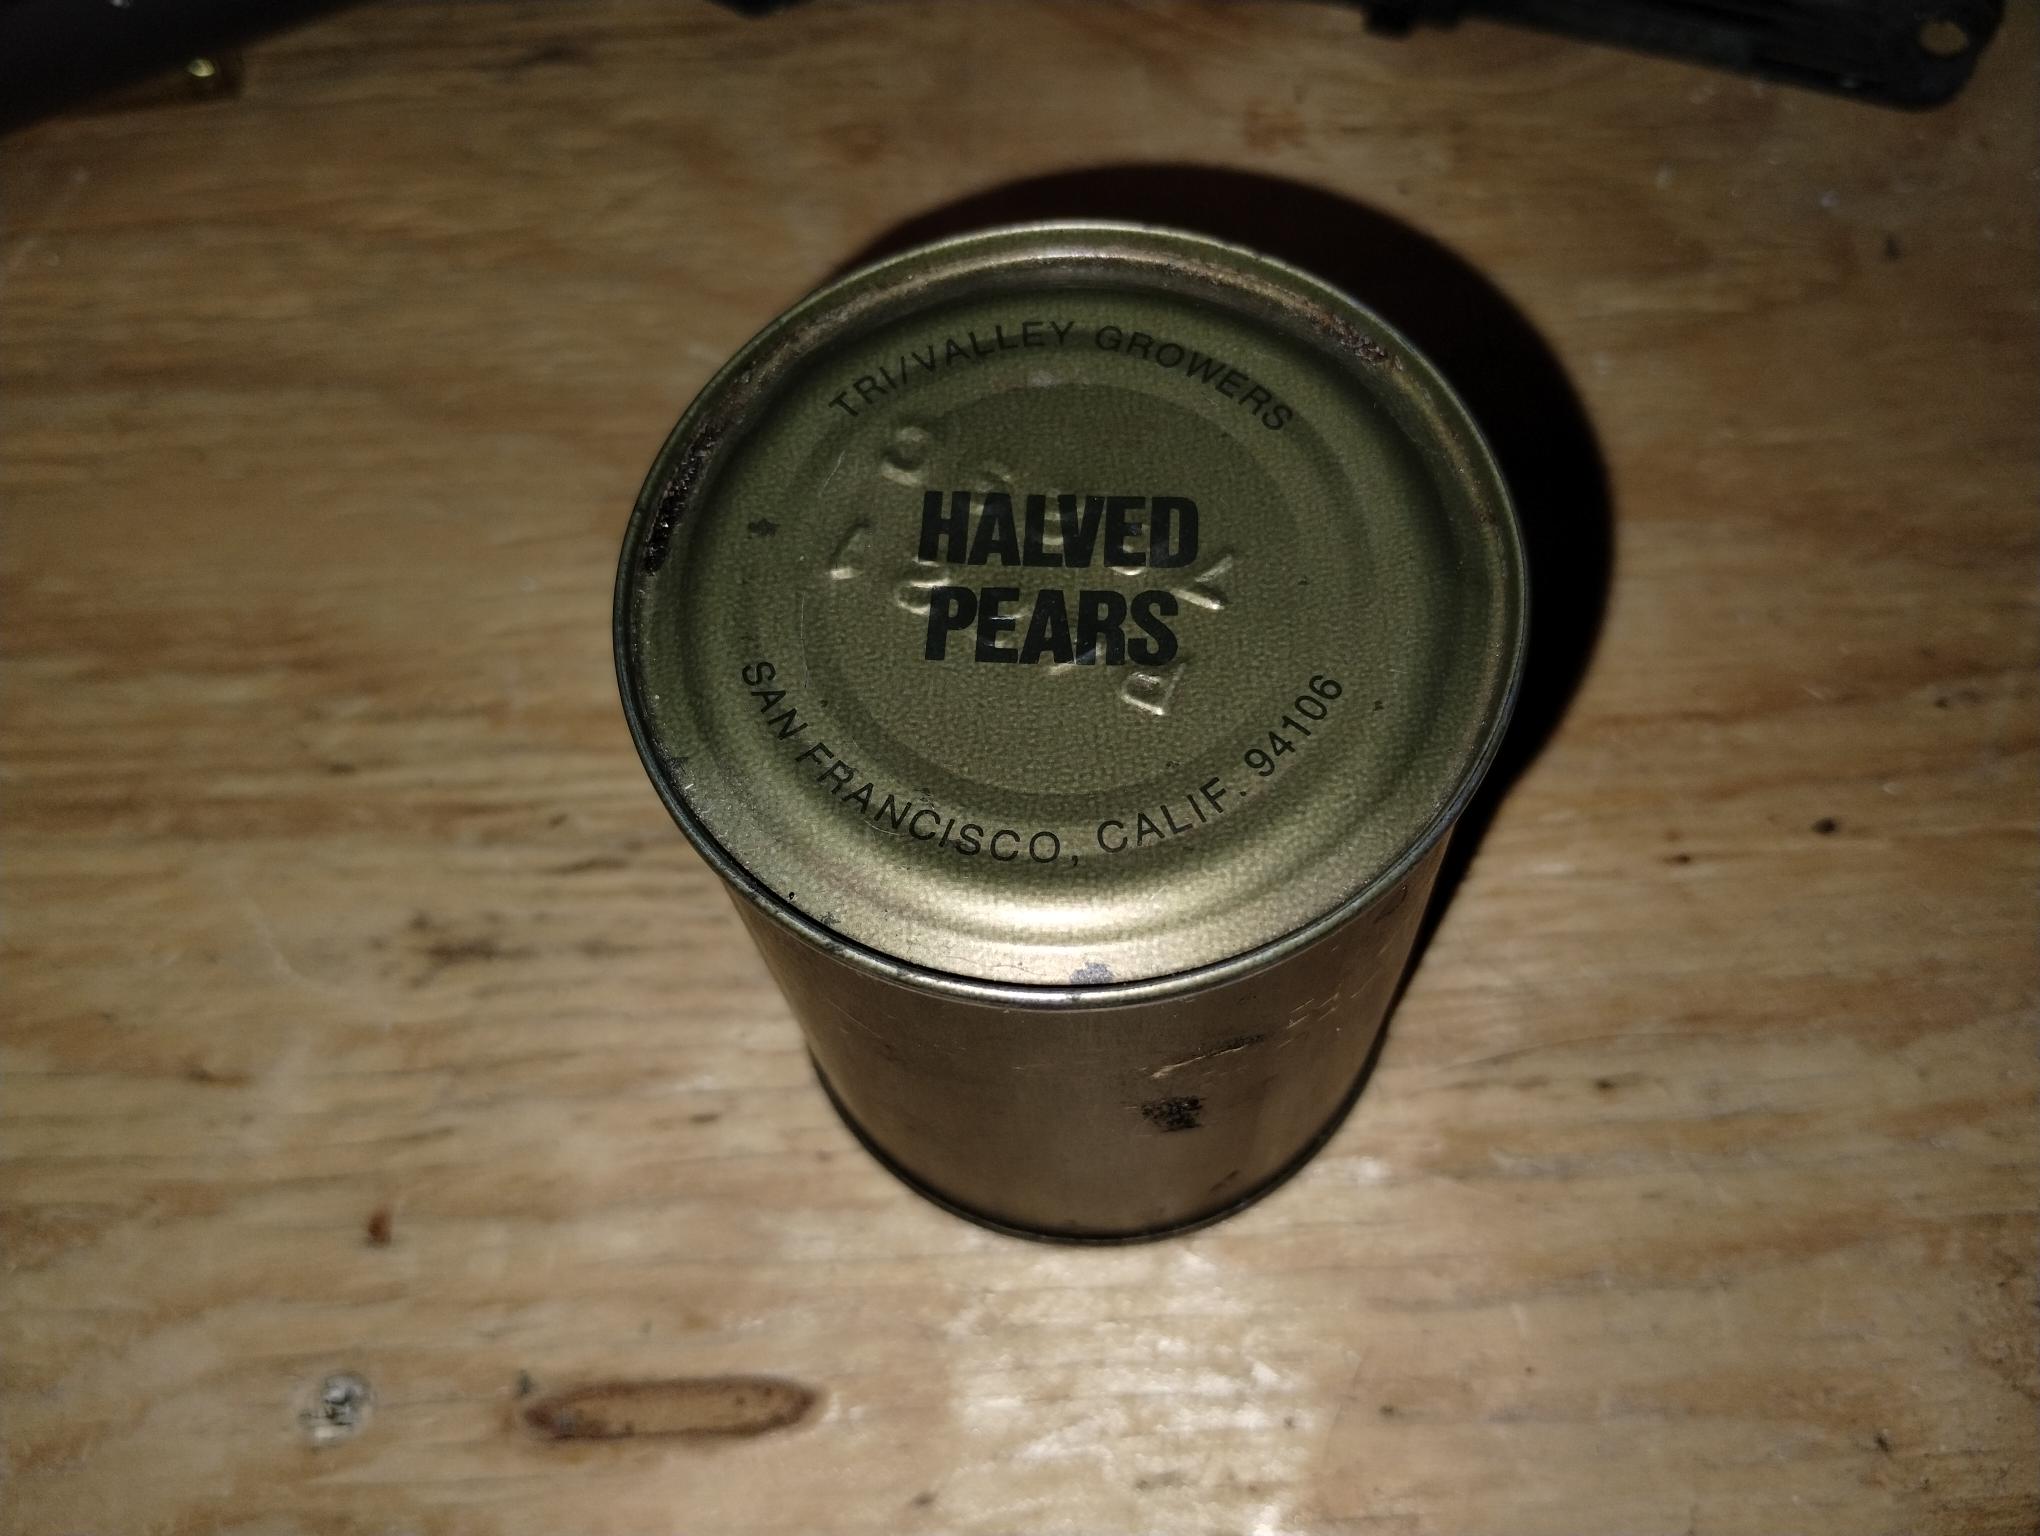 TRI/VALLEY GROWERS
HALVED
PEARS
SAN FRANCISCO, CALIF. 94106